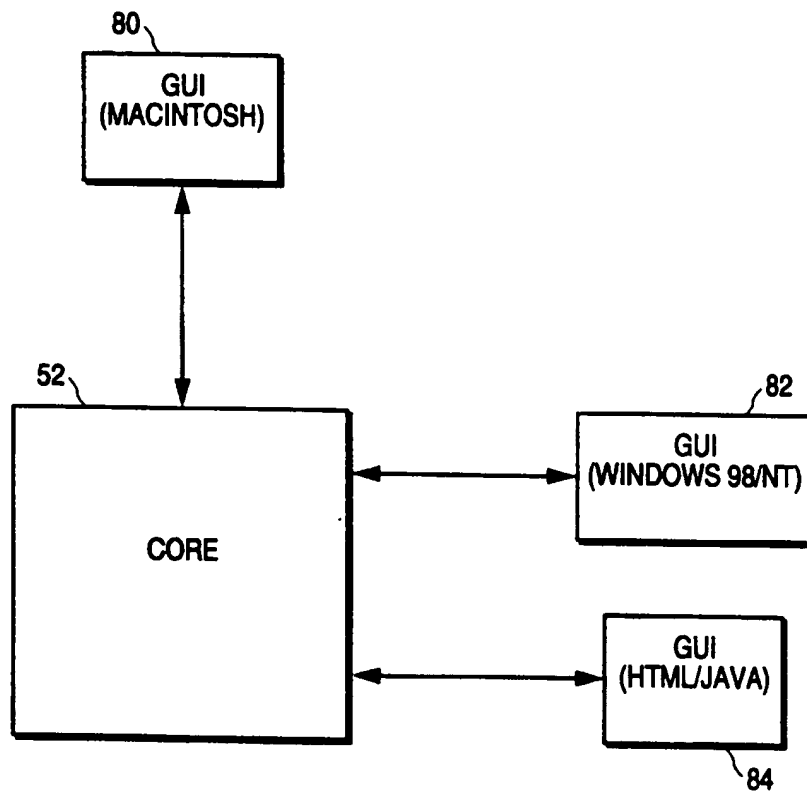 80
GUI
(MACINTOSH)
52
CORE
82
GUI
(WINDOWS 98/NT)
GUI
(HTML/JAVA)
84